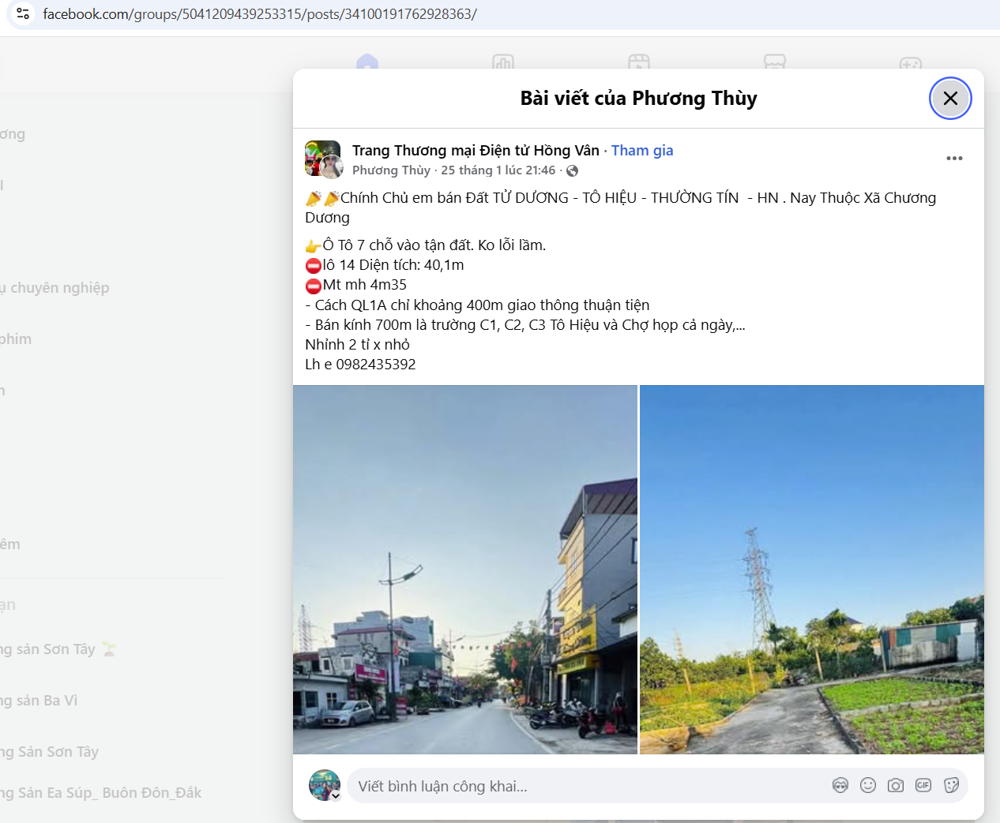 facebook.com/groups/5041209439253315/posts/34100191762928363/
Bài viết của Phương Thùy
Trang Thương mại Điện tử Hồng Vân · Tham gia
Phương Thùy · 25 tháng 1 lúc 21:46 ·
Chính Chủ em bán Đất TỬ DƯƠNG - TÔ HIỆU - THƯỜNG TÍN - HN . Nay Thuộc Xã Chương
Dương
Ô Tô 7 chỗ vào tận đất. Ko lỗi lầm.
lô 14 Diện tích: 40,1m
Mt mh 4m35
- Cách QL1A chỉ khoảng 400m giao thông thuận tiện
- Bán kính 700m là trường C1, C2, C3 Tô Hiệu và Chợ họp cả ngày,...
Nhỉnh 2 tỉ x nhỏ
Lh e 0982435392
Viết bình luận công khai...
GIF
ơng
l
ụ chuyên nghiệp
phim
n
êm
ạn
ng sản Sơn Tây
ng sản Ba Vì
ng Sản Sơn Tây
ng Sản Ea Súp_ Buôn Đôn_Đắk